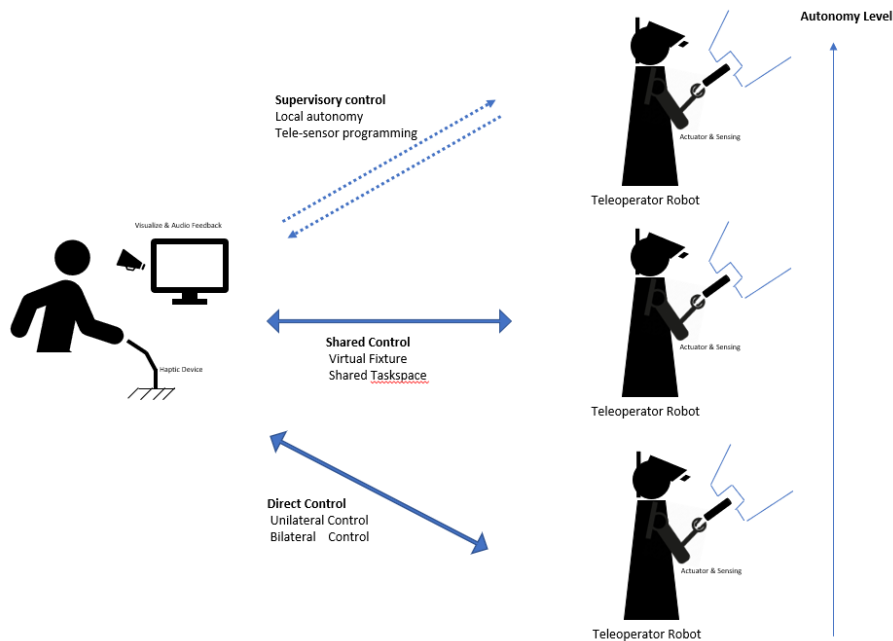 Autonomy Level
Supervisory control
Local autonomy
Tele-sensor programming
Actuator & Sensing
Teleoperator Robot
Visualize & Audio Feedback
Haptic Device
Shared Control
Virtual Fixture
Shared Taskspace
Actuator & Sensing
Teleoperator Robot
Direct Control
Unilateral Control
Bilateral Control
Actuator & Sensing
Teleoperator Robot